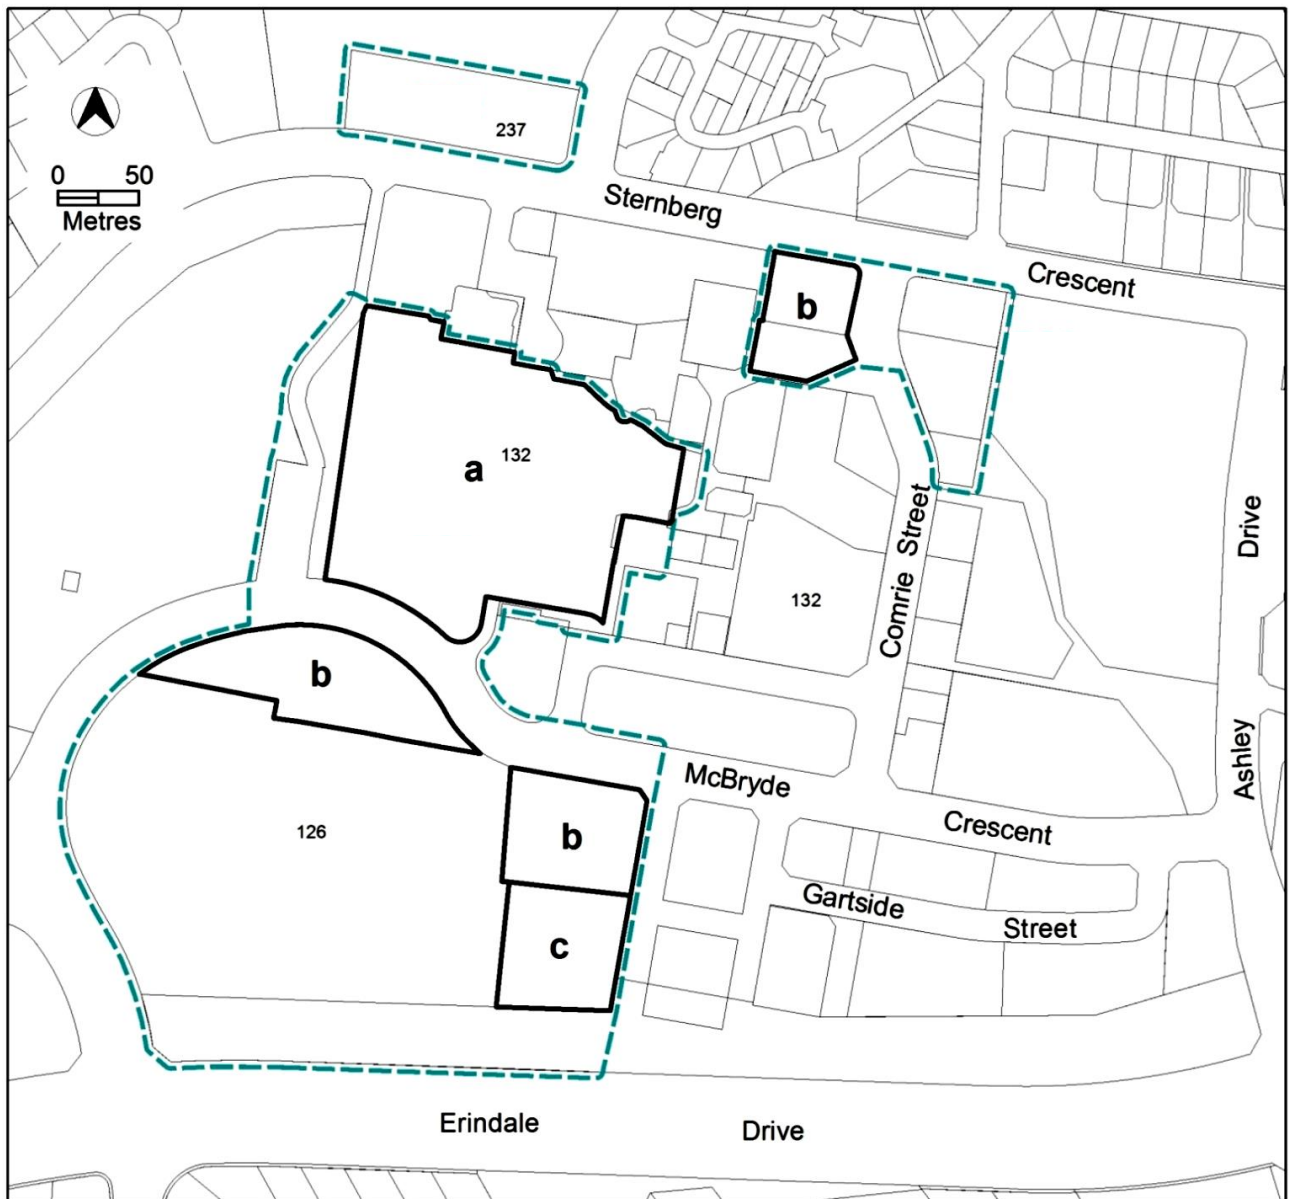 237
0 50
Metres
Sternberg
Crescent
b
a
132
Drive
Comrie Street
132
b
Ashley
McBryde
Crescent
126
b
Gartside
Street
c
Erindale
Drive